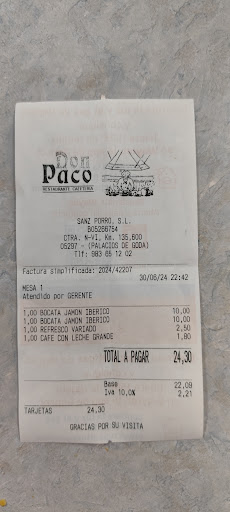 Don
Paco
RESTAURANTE CAFETERIA
SANZ PORRO, S.L.
B05266754
CTRA. N-VI, Km. 135,600
05297 - (PALACIOS DE GODA)
Tlf: 983 65 12 02
Factura simplificada: 2024/42207
30/06/24 22:42
MESA 1
Atendido por GERENTE
1,00 BOCATA JAMON IBERICO 10,00
1,00 BOCATA JAMON IBERICO 10,00
1,00 REFRESCO VARIADO 2,50
1,00 CAFE CON LECHE GRANDE 1,80
TOTAL A PAGAR 24,30
Base 22,09
Iva 10,0% 2,21
TARJETAS 24,30
GRACIAS POR SU VISITA